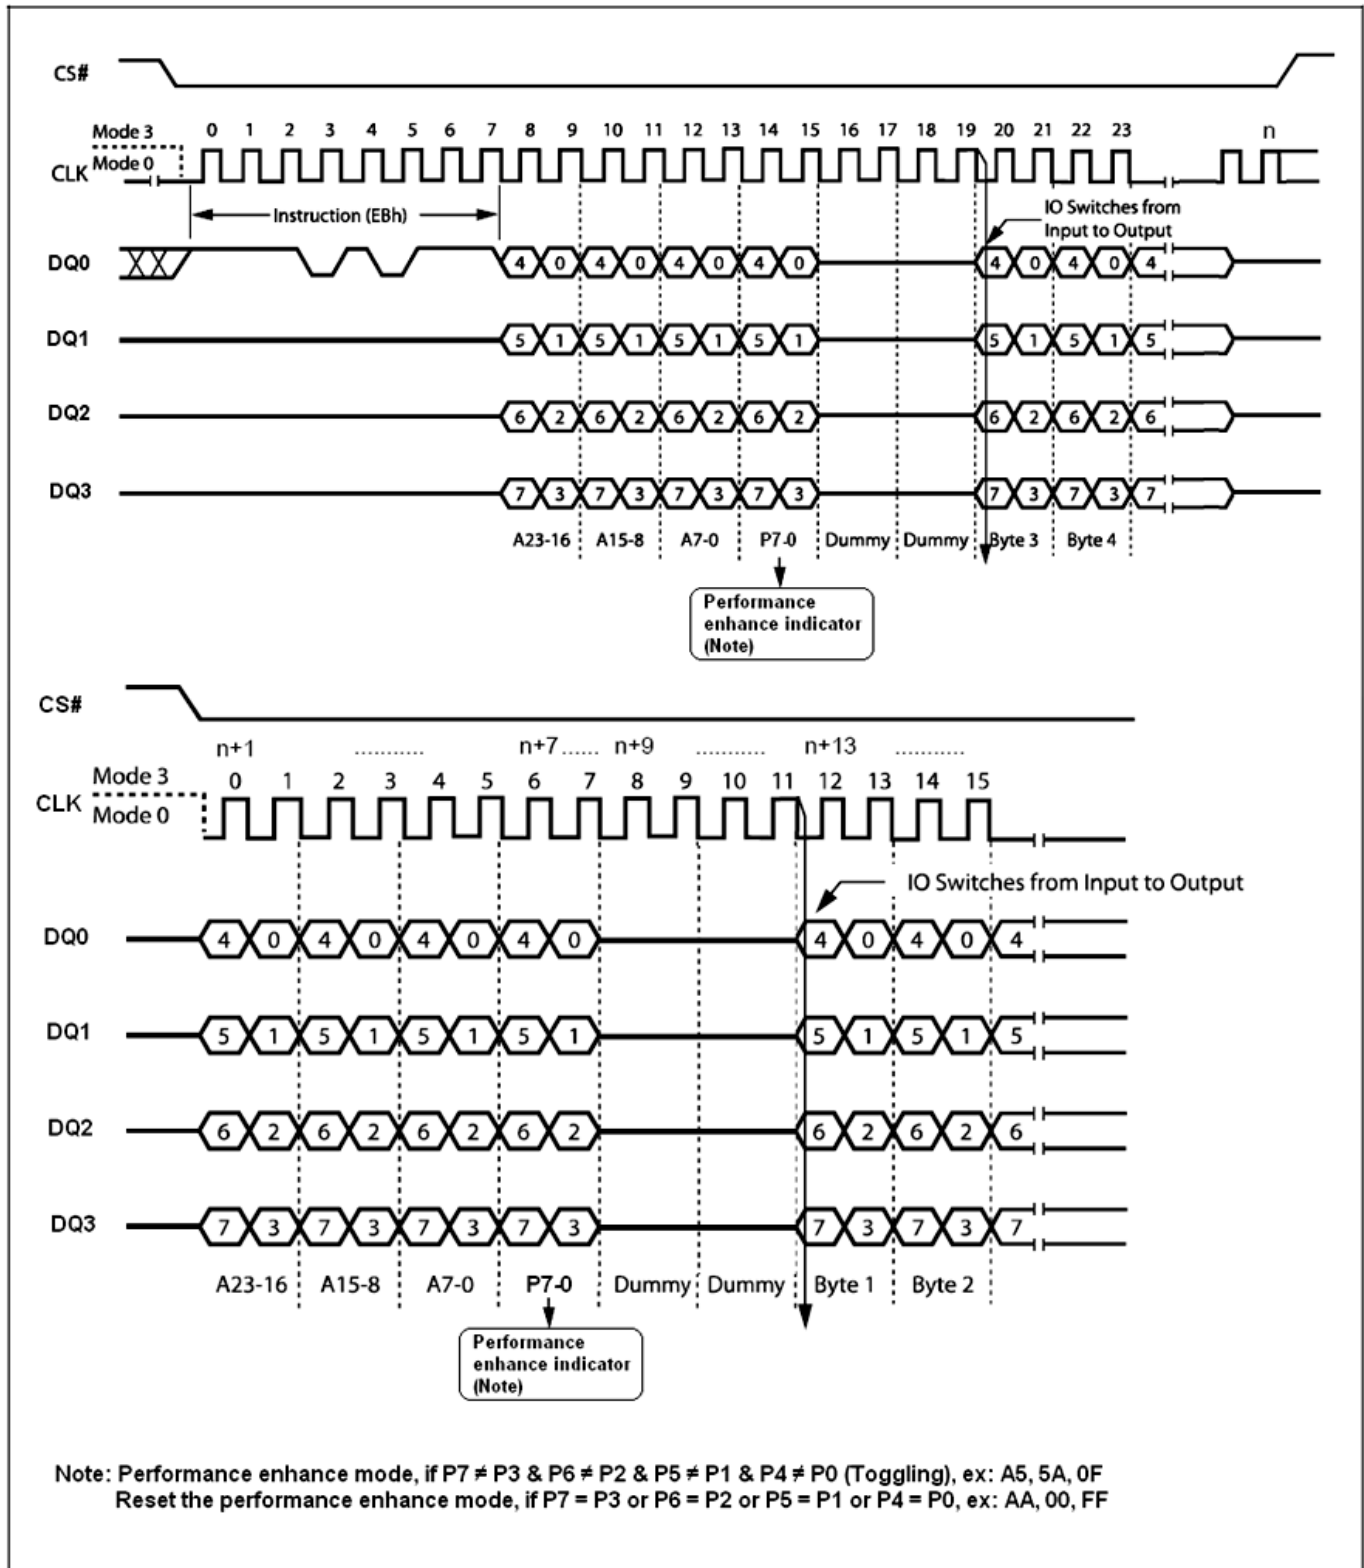 CS#
Mode 3
0 1 2 3 4 5 6 7 8 9 10 11 12 13 14 15 16 17 18 19 20 21 22 23 n
CLK Mode 0
Instruction (EBh)
IO Switches from
Input to Output
DQ0 4 0 4 0 4 0 4 0 4 0 4 0 4
DQ1 5 1 5 1 5 1 5 1 5 1 5 1 5
DQ2 6 2 6 2 6 2 6 2 6 2 6 2 6
DQ3 7 3 7 3 7 3 7 3 7 3 7 3 7
A23-16 A15-8 A7-0 P7-0 Dummy Dummy Byte 3 Byte 4
Performance
enhance indicator
(Note)
CS#
n+1 ........... n+7 ...... n+9 ........... n+13 ...........
Mode 3 0 1 2 3 4 5 6 7 8 9 10 11 12 13 14 15
CLK
Mode 0
IO Switches from Input to Output
DQ0 4 0 4 0 4 0 4 0 4 0 4 0 4
DQ1 5 1 5 1 5 1 5 1 5 1 5 1 5
DQ2 6 2 6 2 6 2 6 2 6 2 6 2 6
DQ3 7 3 7 3 7 3 7 3 7 3 7 3 7
A23-16 A15-8 A7-0 P7-0 Dummy Dummy Byte 1 Byte 2
Performance
enhance indicator
(Note)
Note: Performance enhance mode, if P7 ≠ P3 & P6 ≠ P2 & P5 ≠ P1 & P4 ≠ P0 (Toggling), ex: A5, 5A, 0F
Reset the performance enhance mode, if P7 = P3 or P6 = P2 or P5 = P1 or P4 = P0, ex: AA, 00, FF